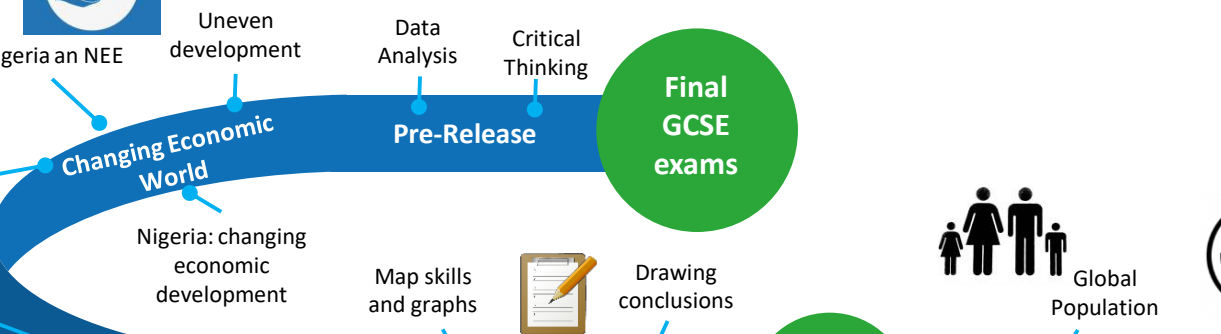 Uneven
development
geria an NEE
Data
Analysis
Critical
Thinking
Final
GCSE
exams
Changing Economic
World
Pre-Release
Nigeria: changing
economic
development
Map skills
and graphs
Drawing
conclusions
Global
Population